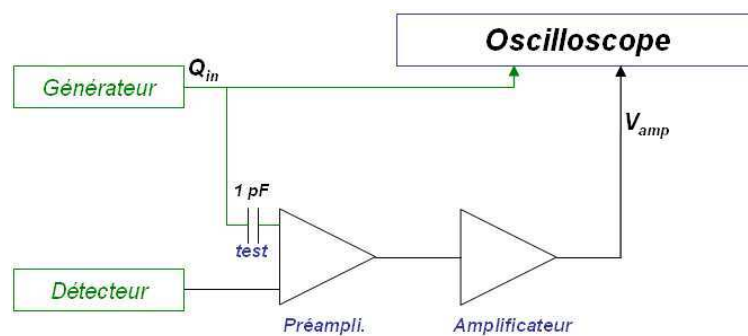 Oscilloscope
Générateur
Q_in
V_amp
1 pF
test
Détecteur
Préampli.
Amplificateur